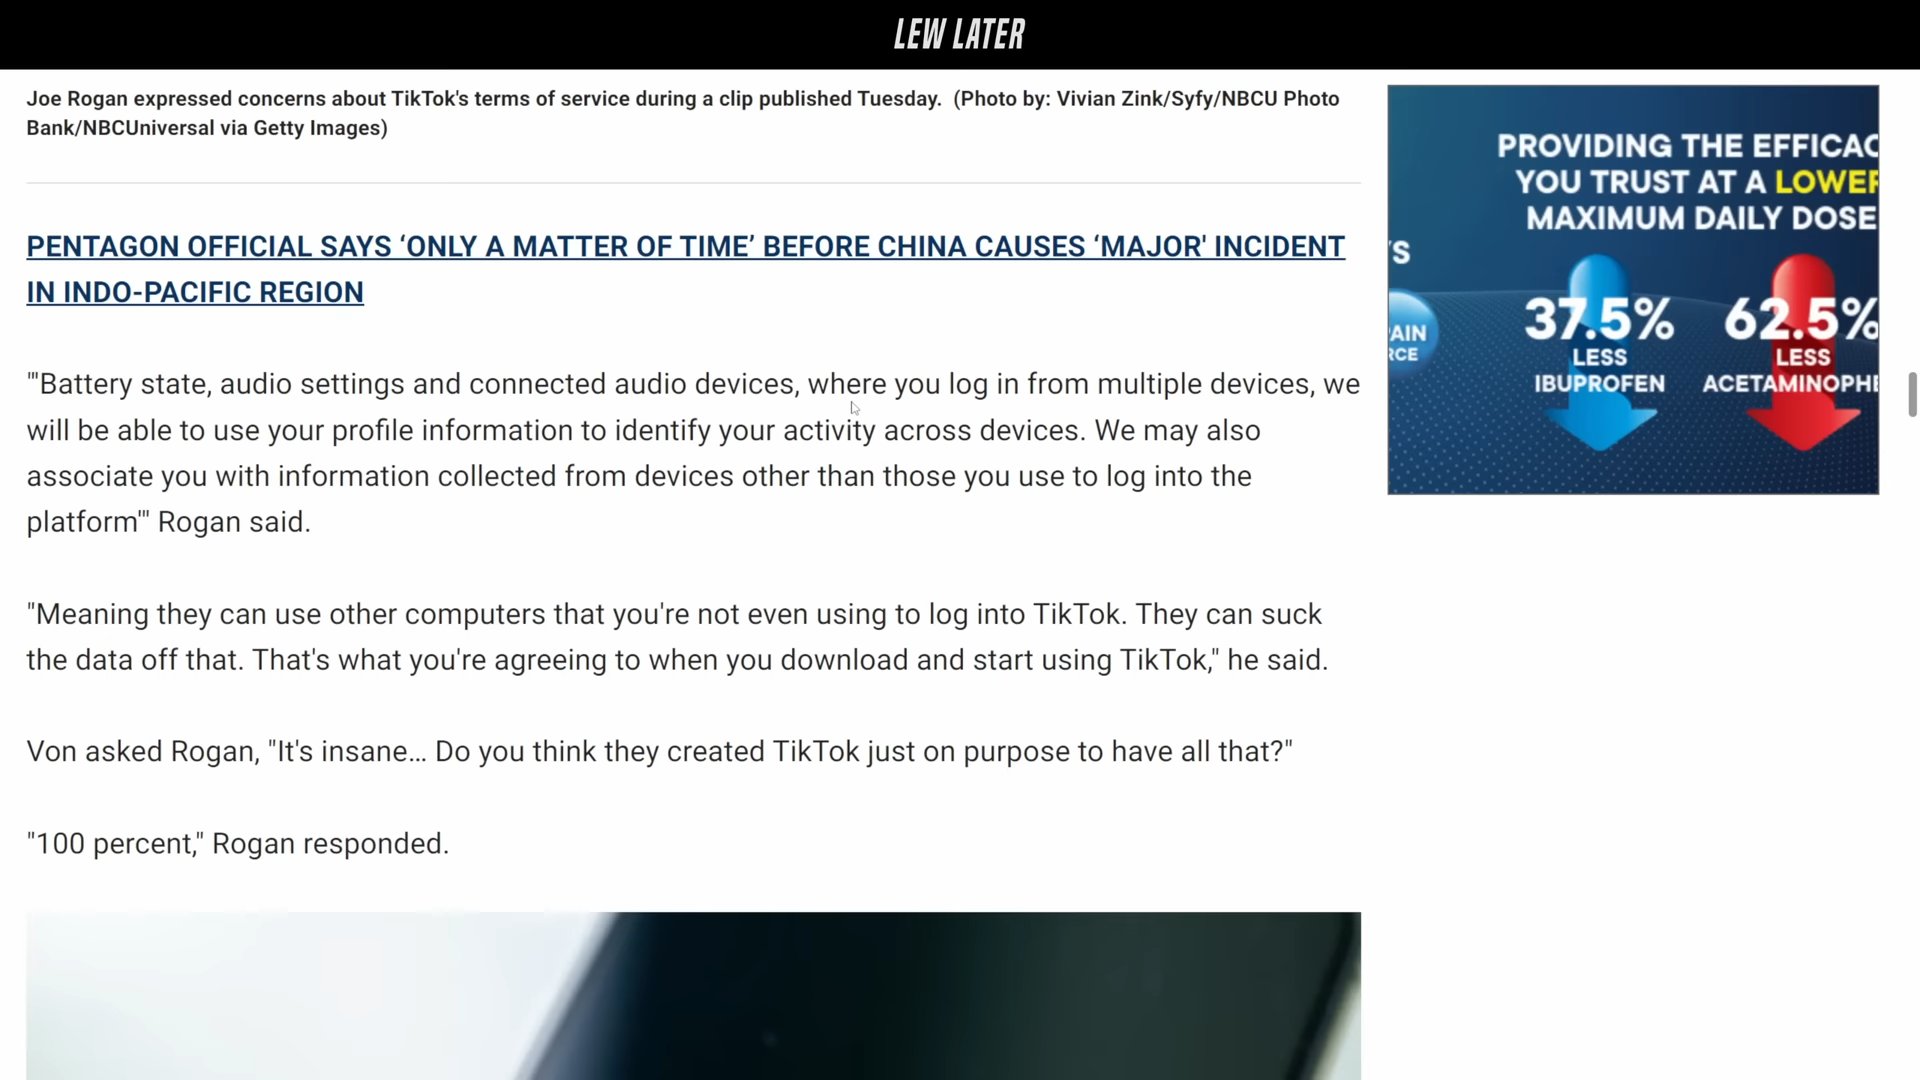 LEW LATER
Joe Rogan expressed concerns about TikTok's terms of service during a clip published Tuesday.  (Photo by: Vivian Zink/Syfy/NBCU Photo
Bank/NBCUniversal via Getty Images)
PENTAGON OFFICIAL SAYS ‘ONLY A MATTER OF TIME’ BEFORE CHINA CAUSES ‘MAJOR' INCIDENT
IN INDO-PACIFIC REGION
"'Battery state, audio settings and connected audio devices, where you log in from multiple devices, we
will be able to use your profile information to identify your activity across devices. We may also
associate you with information collected from devices other than those you use to log into the
platform'" Rogan said.
"Meaning they can use other computers that you're not even using to log into TikTok. They can suck
the data off that. That's what you're agreeing to when you download and start using TikTok," he said.
Von asked Rogan, "It's insane… Do you think they created TikTok just on purpose to have all that?"
"100 percent," Rogan responded.
PROVIDING THE EFFICAC
YOU TRUST AT A LOWER
MAXIMUM DAILY DOSE
'S
AIN
RCE
37.5%
LESS
IBUPROFEN
62.5%
LESS
ACETAMINOPHE